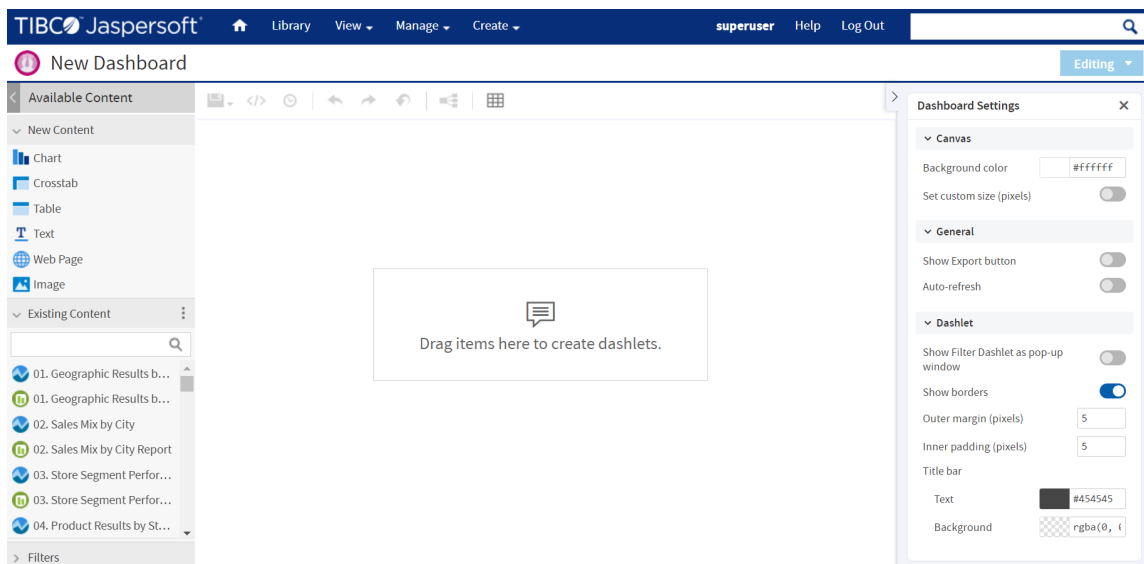 TIBCO Jaspersoft®
Library
View
Manage
Create
superuser
Help
Log Out
New Dashboard
Editing
Available Content
New Content
Chart
Crosstab
Table
Text
Web Page
Image
Existing Content
01. Geographic Results b...
01. Geographic Results b...
02. Sales Mix by City
02. Sales Mix by City Report
03. Store Segment Perfor...
03. Store Segment Perfor...
04. Product Results by St...
Filters
Drag items here to create dashlets.
Dashboard Settings
Canvas
Background color #ffffff
Set custom size (pixels)
General
Show Export button
Auto-refresh
Dashlet
Show Filter Dashlet as pop-up
window
Show borders
Outer margin (pixels) 5
Inner padding (pixels) 5
Title bar
Text #454545
Background rgba(0,